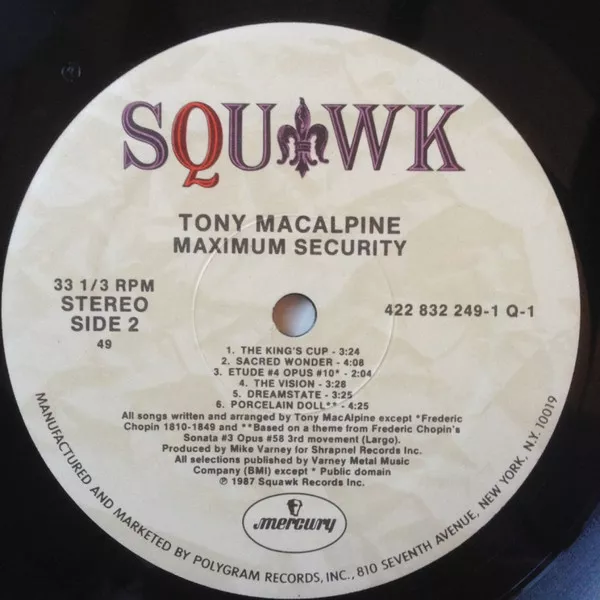 SQUAWK
TONY MACALPINE
MAXIMUM SECURITY
33 1/3 RPM
STEREO
SIDE 2
49
422 832 249-1 Q-1
1. THE KING'S CUP - 3:24
2. SACRED WONDER - 4:08
3. ETUDE #4 OPUS #10* - 2:04
4. THE VISION - 3:28
5. DREAMSTATE - 3:25
6. PORCELAIN DOLL** - 4:25
All songs written and arranged by Tony MacAlpine except *Frederic
Chopin 1810-1849 and **Based on a theme from Frederic Chopin's
Sonata #3 Opus #58 3rd movement (Largo).
Produced by Mike Varney for Shrapnel Records Inc.
All selections published by Varney Metal Music
Company (BMI) except * Public domain
℗ 1987 Squawk Records Inc.
mercury
MANUFACTURED AND MARKETED BY POLYGRAM RECORDS, INC., 810 SEVENTH AVENUE, NEW YORK, N.Y. 10019